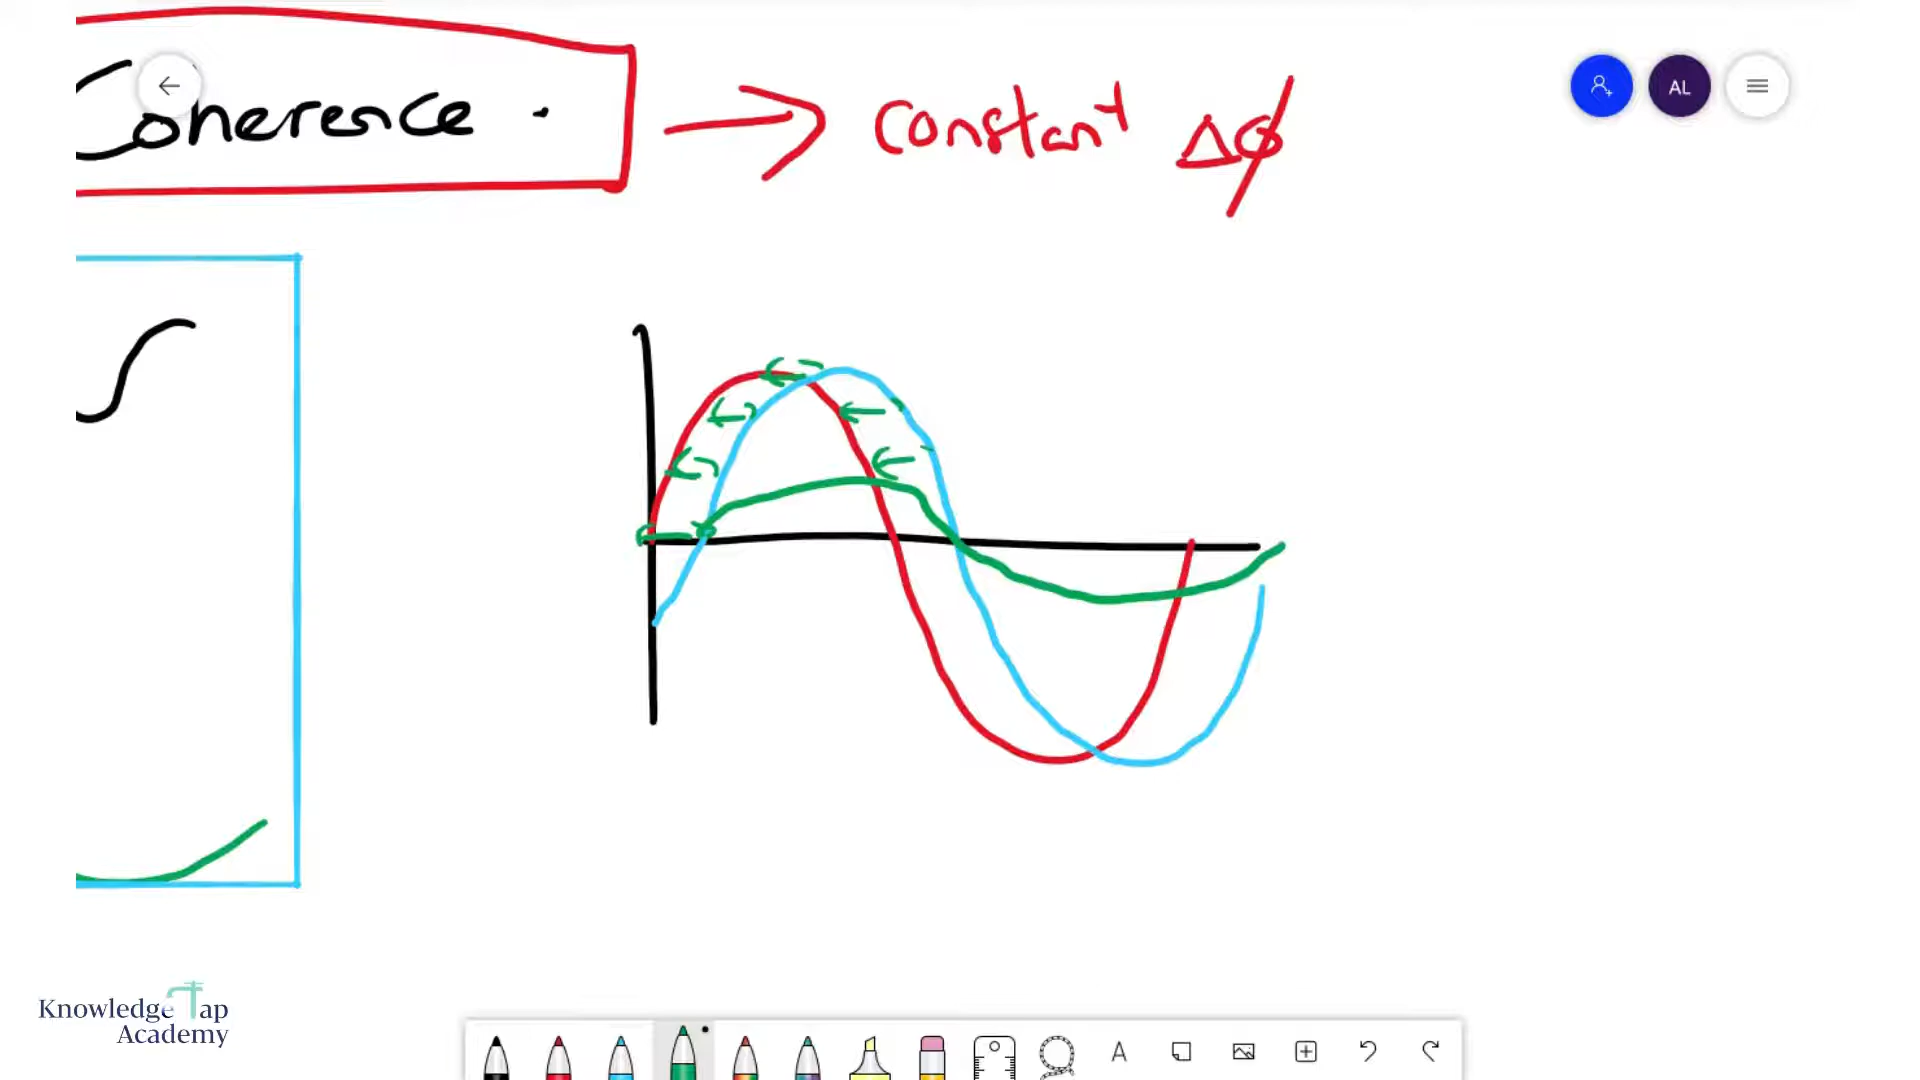 Coherence .
constant Δϕ
AL
Knowledge Tap
Academy
A